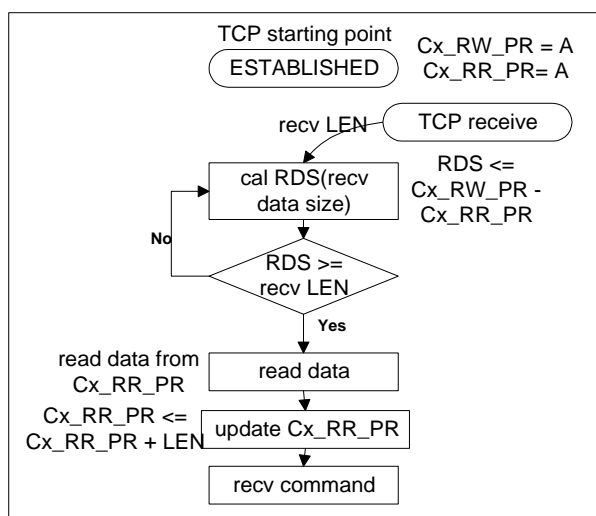 TCP starting point
ESTABLISHED
Cx_RW_PR = A
Cx_RR_PR= A
recv LEN
TCP receive
cal RDS(recv
data size)
RDS <=
Cx_RW_PR -
Cx_RR_PR
No
RDS >=
recv LEN
Yes
read data from
Cx_RR_PR
read data
Cx_RR_PR <=
Cx_RR_PR + LEN
update Cx_RR_PR
recv command